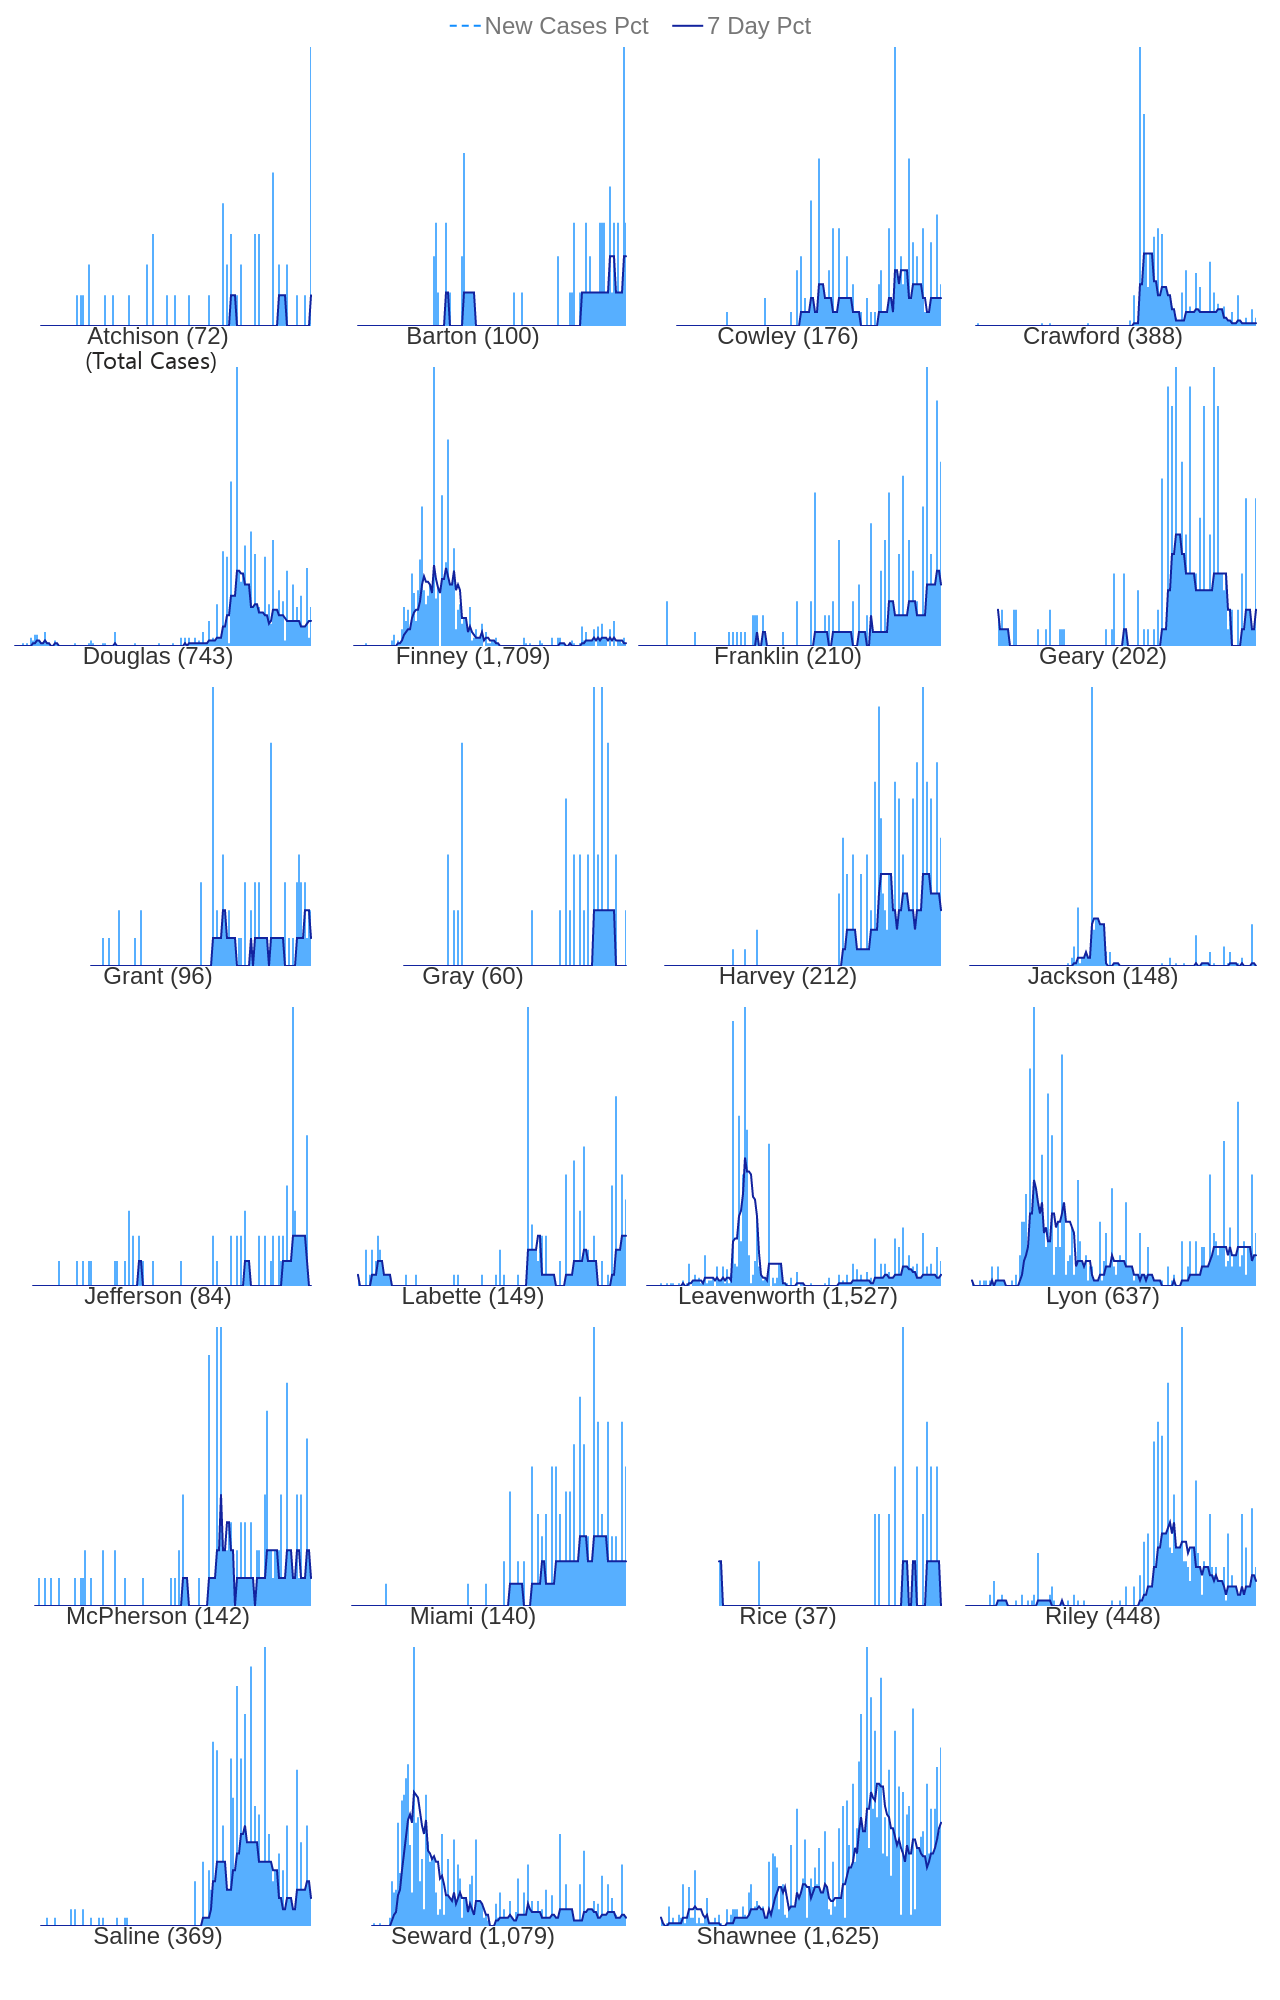 New Cases Pct 7 Day Pct
Atchison (72) Barton (100) Cowley (176) Crawford (388)
(Total Cases)
Douglas (743) Finney (1,709) Franklin (210) Geary (202)
Grant (96) Gray (60) Harvey (212) Jackson (148)
Jefferson (84) Labette (149) Leavenworth (1,527) Lyon (637)
McPherson (142) Miami (140) Rice (37) Riley (448)
Saline (369) Seward (1,079) Shawnee (1,625)